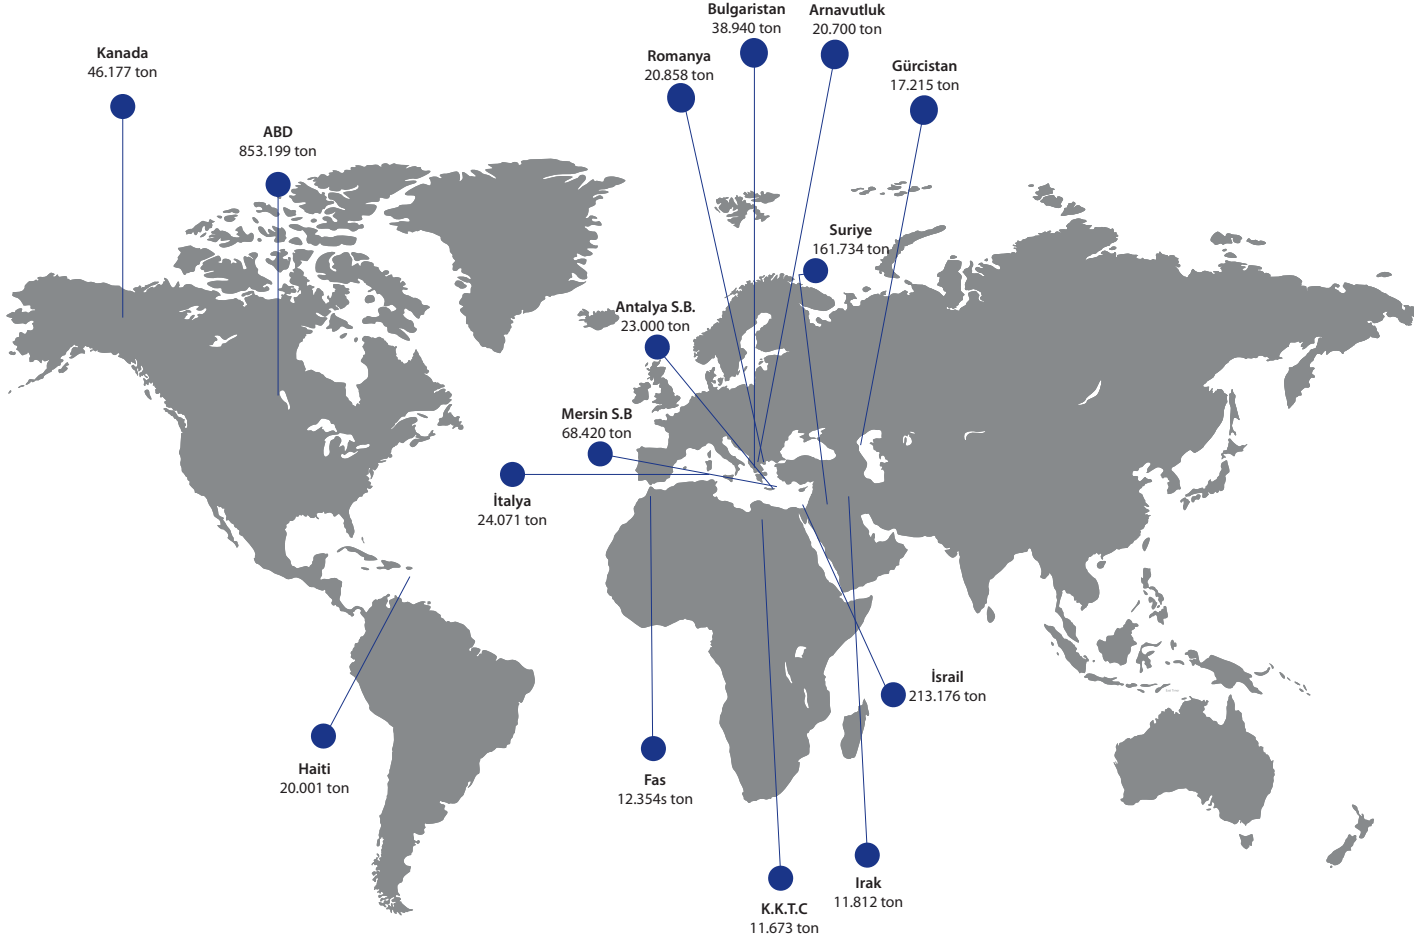 Bulgaristan
38.940 ton
Arnavutluk
20.700 ton
Kanada
46.177 ton
Romanya
20.858 ton
Gürcistan
17.215 ton
ABD
853.199 ton
Suriye
161.734 ton
Antalya S.B.
23.000 ton
Mersin S.B
68.420 ton
İtalya
24.071 ton
İsrail
213.176 ton
Haiti
20.001 ton
Fas
12.354s ton
Irak
11.812 ton
K.K.T.C
11.673 ton